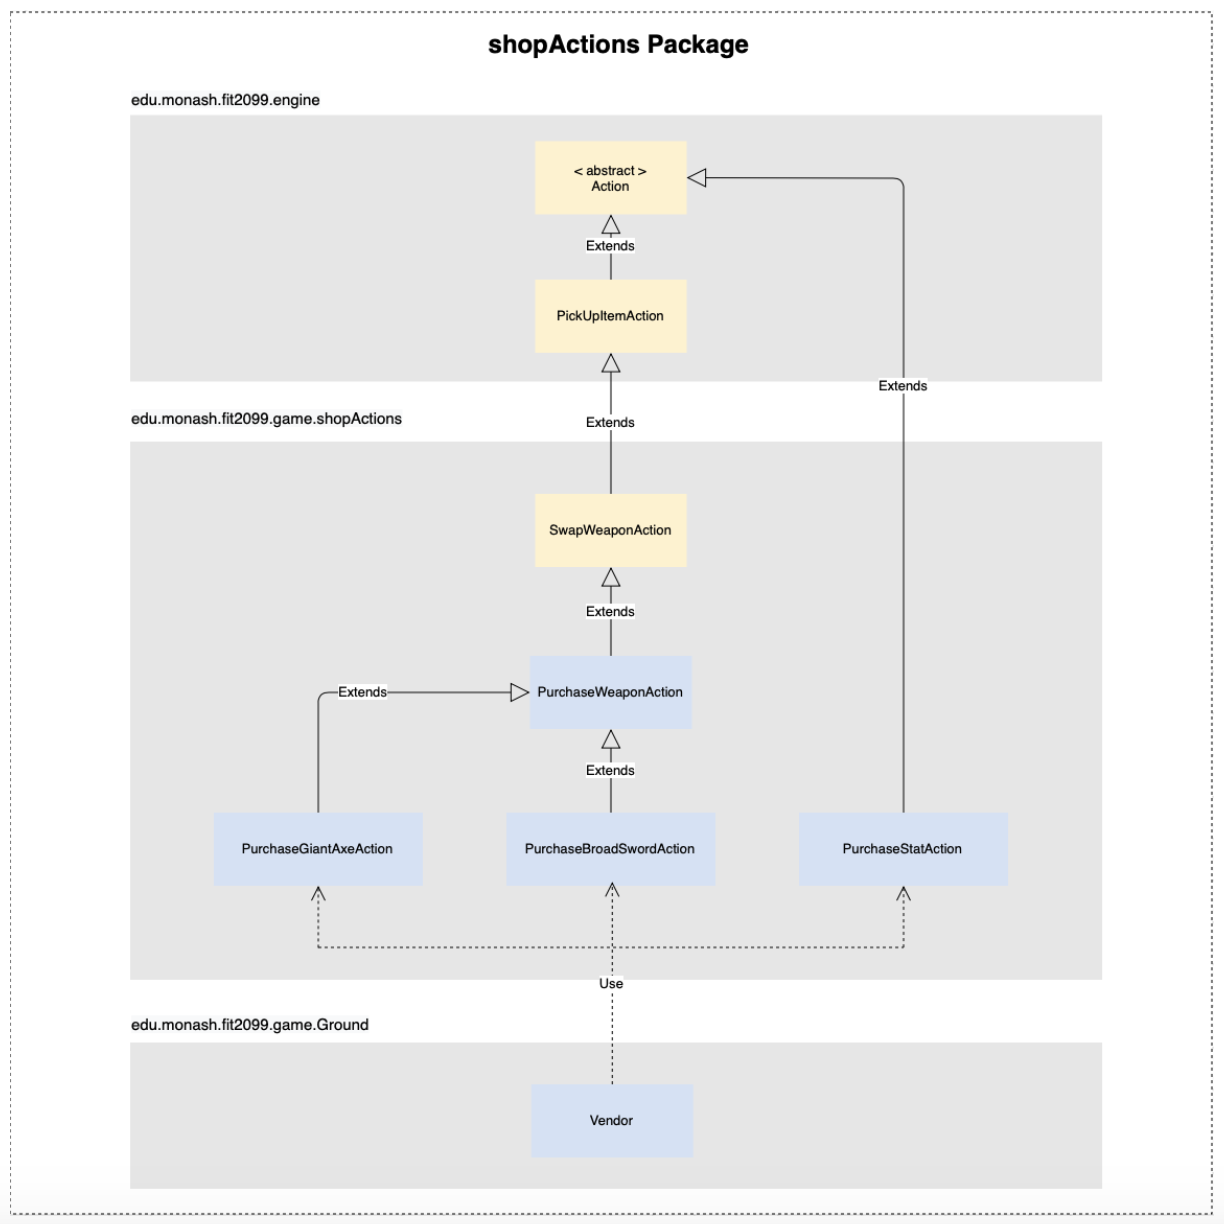 shopActions Package
edu.monash.fit2099.engine
< abstract >
Action
Extends
PickUpItemAction
Extends
edu.monash.fit2099.game.shopActions
Extends
SwapWeaponAction
Extends
Extends
PurchaseWeaponAction
Extends
PurchaseGiantAxeAction
PurchaseBroadSwordAction
PurchaseStatAction
Use
edu.monash.fit2099.game.Ground
Vendor